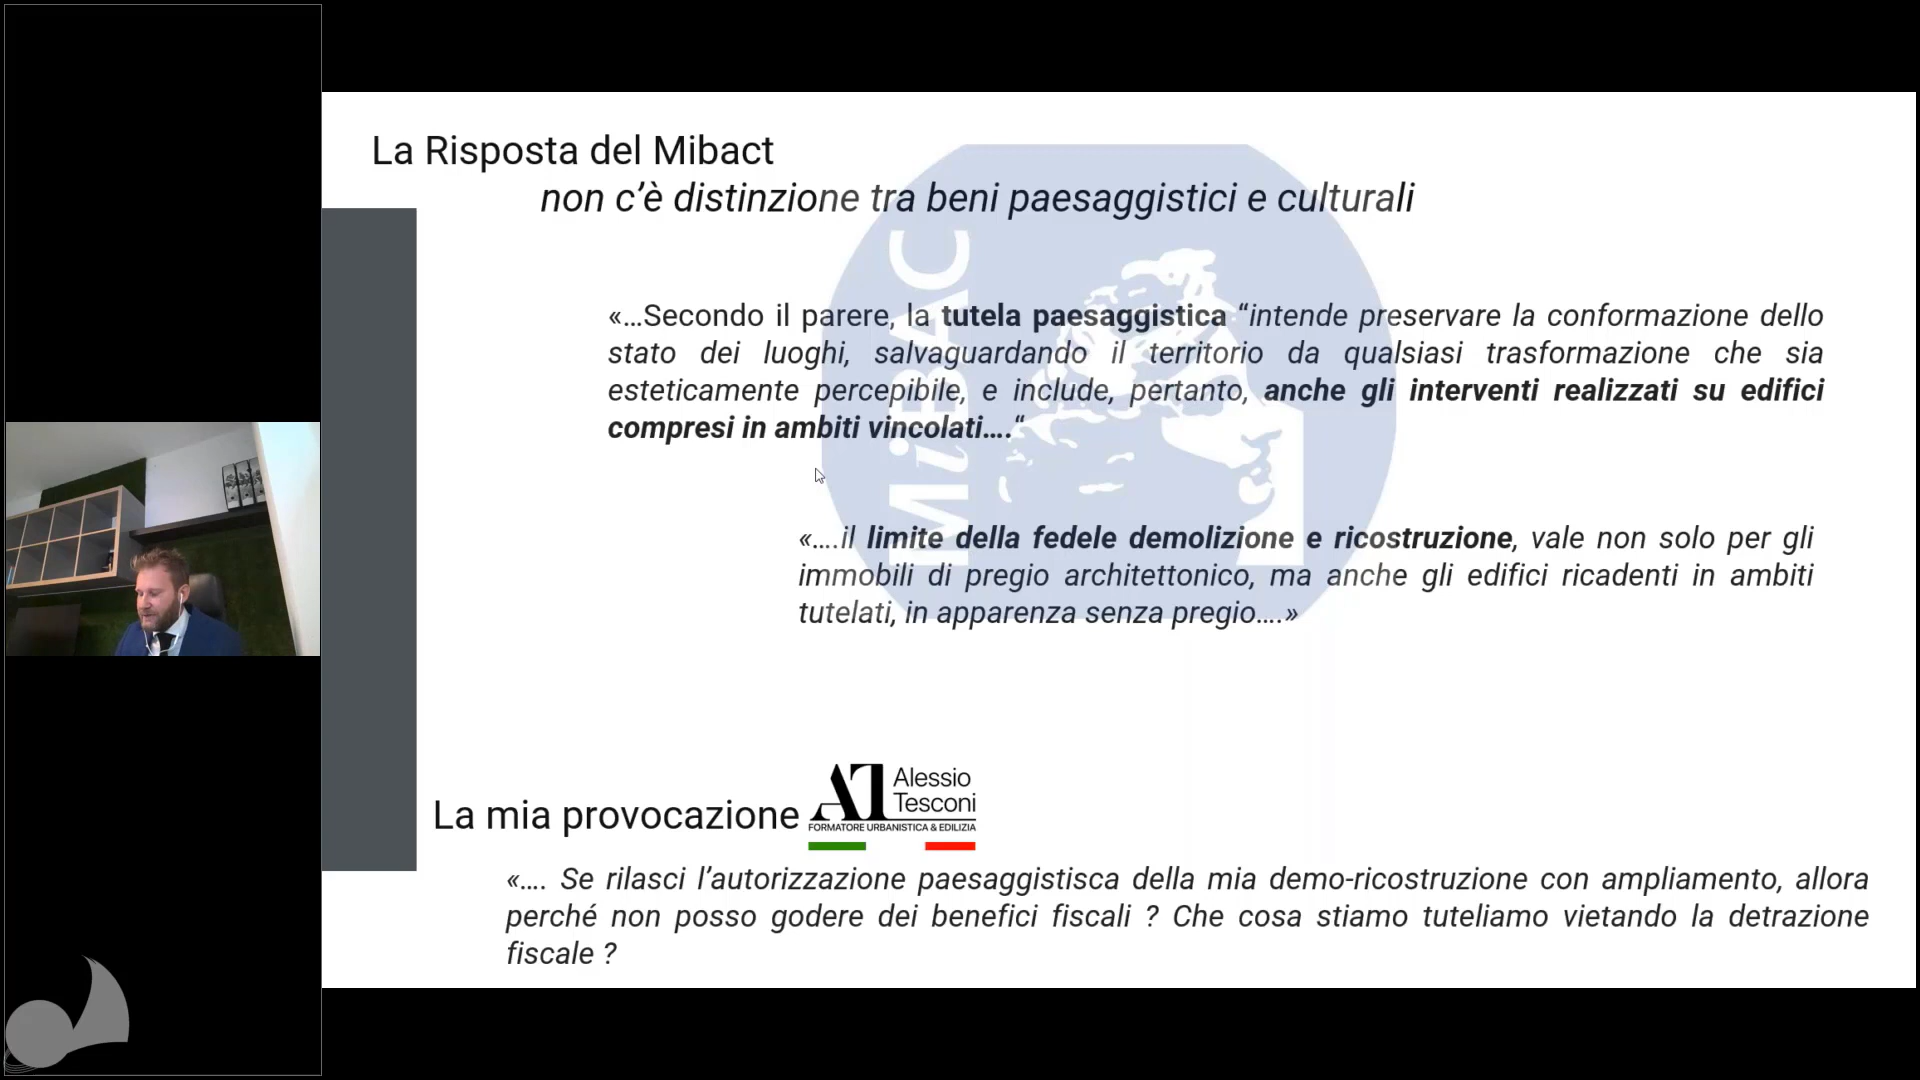 La Risposta del Mibact
non c’è distinzione tra beni paesaggistici e culturali
MiBAC
«…Secondo il parere, la tutela paesaggistica “intende preservare la conformazione dello
stato dei luoghi, salvaguardando il territorio da qualsiasi trasformazione che sia
esteticamente percepibile, e include, pertanto, anche gli interventi realizzati su edifici
compresi in ambiti vincolati….“
«….il limite della fedele demolizione e ricostruzione, vale non solo per gli
immobili di pregio architettonico, ma anche gli edifici ricadenti in ambiti
tutelati, in apparenza senza pregio….»
La mia provocazione
AT
Alessio
Tesconi
FORMATORE URBANISTICA & EDILIZIA
«…. Se rilasci l’autorizzazione paesaggistisca della mia demo-ricostruzione con ampliamento, allora
perché non posso godere dei benefici fiscali ? Che cosa stiamo tuteliamo vietando la detrazione
fiscale ?